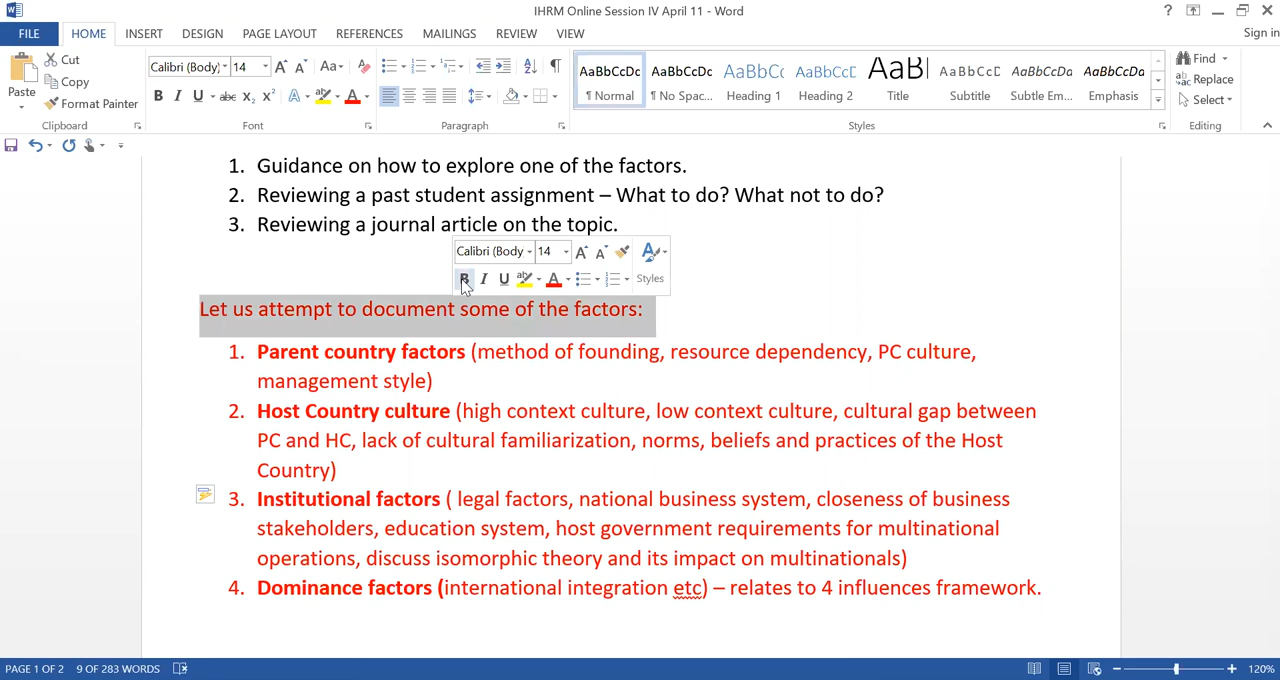 IHRM Online Session IV April 11 - Word
?
FILE HOME INSERT DESIGN PAGE LAYOUT REFERENCES MAILINGS REVIEW VIEW Sign in
Paste Cut Copy Format Painter Clipboard
Calibri (Body) 14 Aa B I U abc X₂ X² A ab A Font
Paragraph
AaBbCcDc ¶ Normal AaBbCcDc ¶ No Spac... AaBbCc Heading 1 AaBbCcD Heading 2 AaBbI Title AaBbCcD Subtitle AaBbCcDa Subtle Em... AaBbCcDa Emphasis Styles
Find Replace Select Editing
1. Guidance on how to explore one of the factors.
2. Reviewing a past student assignment – What to do? What not to do?
3. Reviewing a journal article on the topic.
Calibri (Body 14 A A
B I U ab A Styles
Let us attempt to document some of the factors:
1. Parent country factors (method of founding, resource dependency, PC culture,
management style)
2. Host Country culture (high context culture, low context culture, cultural gap between
PC and HC, lack of cultural familiarization, norms, beliefs and practices of the Host
Country)
3. Institutional factors ( legal factors, national business system, closeness of business
stakeholders, education system, host government requirements for multinational
operations, discuss isomorphic theory and its impact on multinationals)
4. Dominance factors (international integration etc) – relates to 4 influences framework.
PAGE 1 OF 2 9 OF 283 WORDS 120%